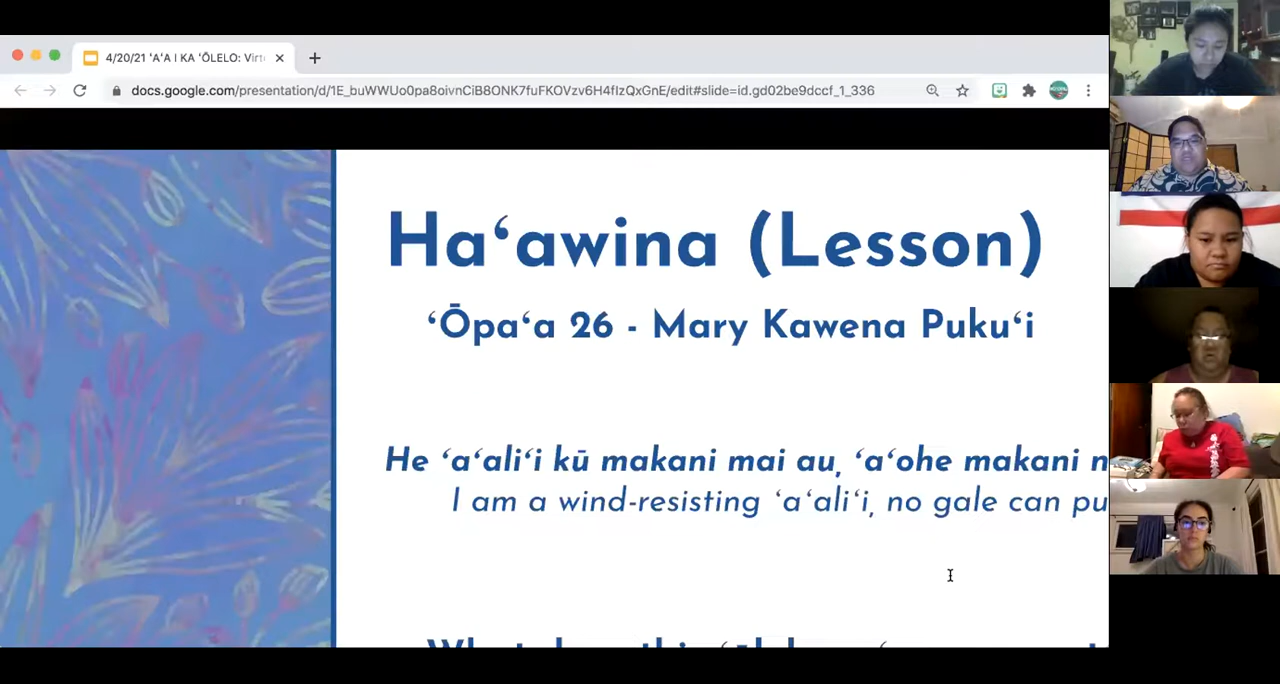 4/20/21 ʻAʻA I KA ʻŌLELO: Virt
docs.google.com/presentation/d/1E_buWWUo0pa8oivnCiB8ONK7fuFKOVzv6H4fIzQxGnE/edit#slide=id.gd02be9dccf_1_336
Haʻawina (Lesson)
ʻŌpaʻa 26 - Mary Kawena Pukuʻi
He ʻaʻaliʻi kū makani mai au, ʻaʻohe makani n
I am a wind-resisting ʻaʻaliʻi, no gale can pu